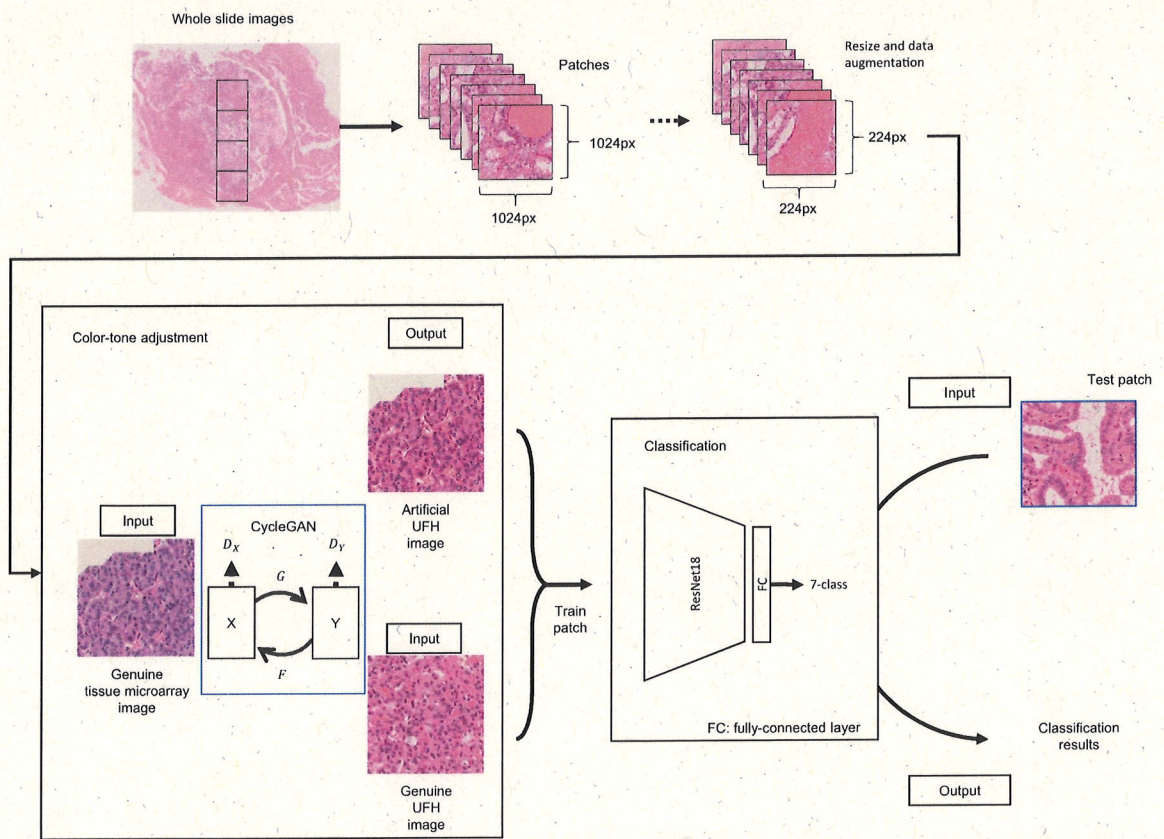 Whole slide images
Patches
1024px
1024px
Resize and data
augmentation
224px
224px
Color-tone adjustment
Output
Artificial
UFH
image
Input
Genuine
tissue microarray
image
CycleGAN
D_X
D_Y
G
X
Y
F
Input
Genuine
UFH
image
Train
patch
Classification
ResNet18
FC
7-class
FC: fully-connected layer
Input
Test patch
Classification
results
Output